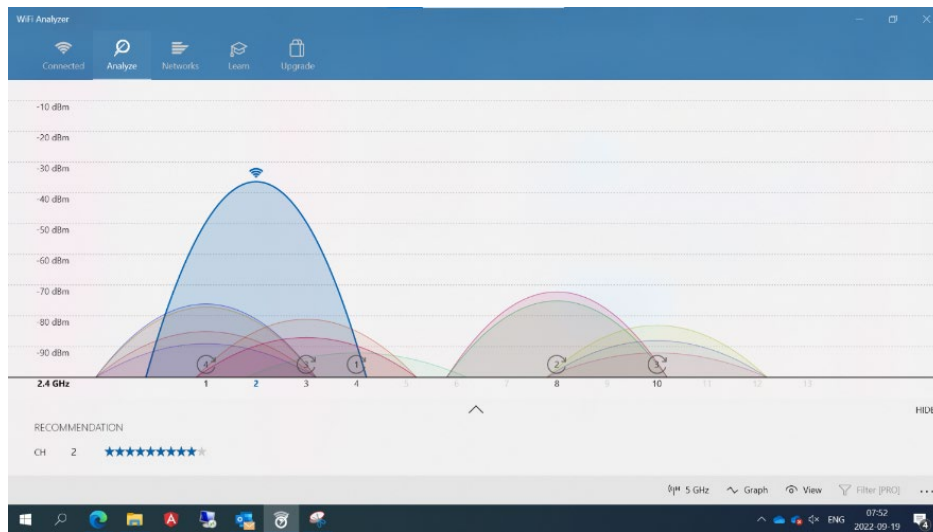 WiFi Analyzer
Connected Analyze Networks Learn Upgrade
-10 dBm
-20 dBm
-30 dBm
-40 dBm
-50 dBm
-60 dBm
-70 dBm
-80 dBm
-90 dBm
4 3 1 2 3
2.4 GHz 1 2 3 4 5 6 7 8 9 10 11 12 13
HIDE
RECOMMENDATION
CH 2
5 GHz Graph View Filter [PRO] ...
ENG 07:52
2022-09-19 4